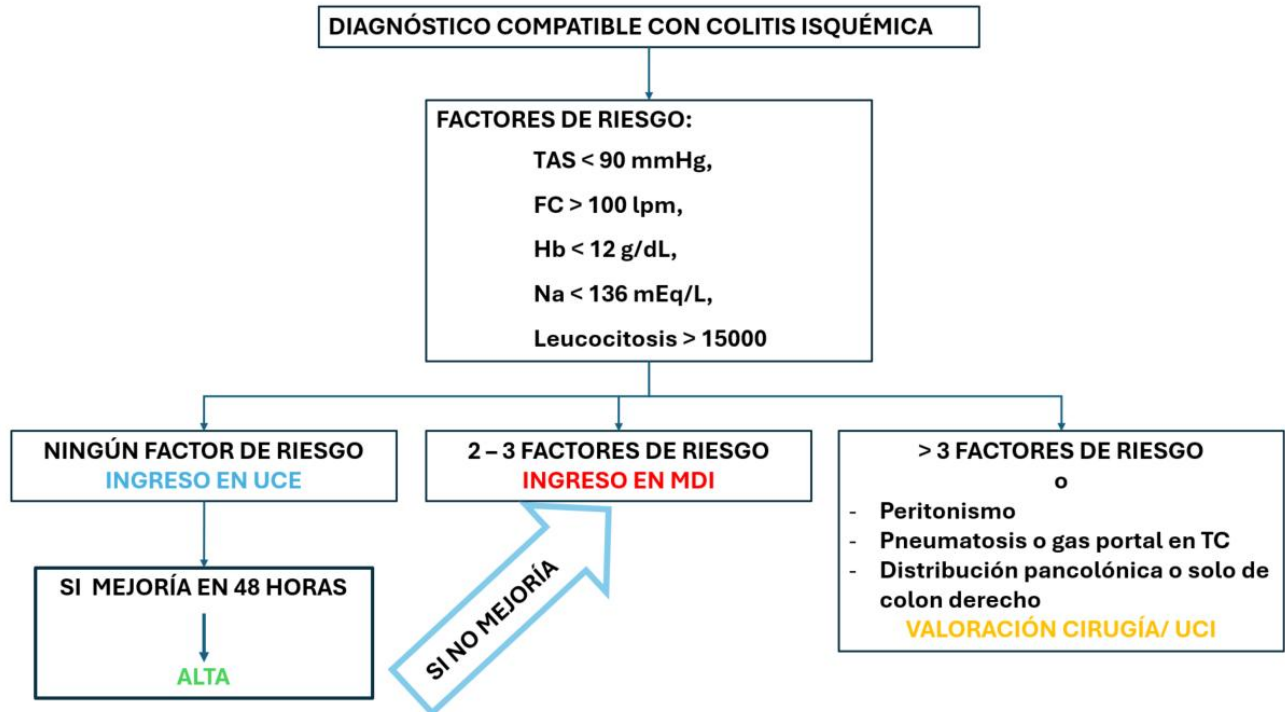 DIAGNÓSTICO COMPATIBLE CON COLITIS ISQUÉMICA
FACTORES DE RIESGO:
TAS < 90 mmHg,
FC > 100 lpm,
Hb < 12 g/dL,
Na < 136 mEq/L,
Leucocitosis > 15000
NINGÚN FACTOR DE RIESGO
INGRESO EN UCE
2 – 3 FACTORES DE RIESGO
INGRESO EN MDI
> 3 FACTORES DE RIESGO
o
- Peritonismo
- Pneumatosis o gas portal en TC
- Distribución pancolónica o solo de
colon derecho
VALORACIÓN CIRUGÍA/ UCI
SI MEJORÍA EN 48 HORAS
ALTA
SI NO MEJORÍA